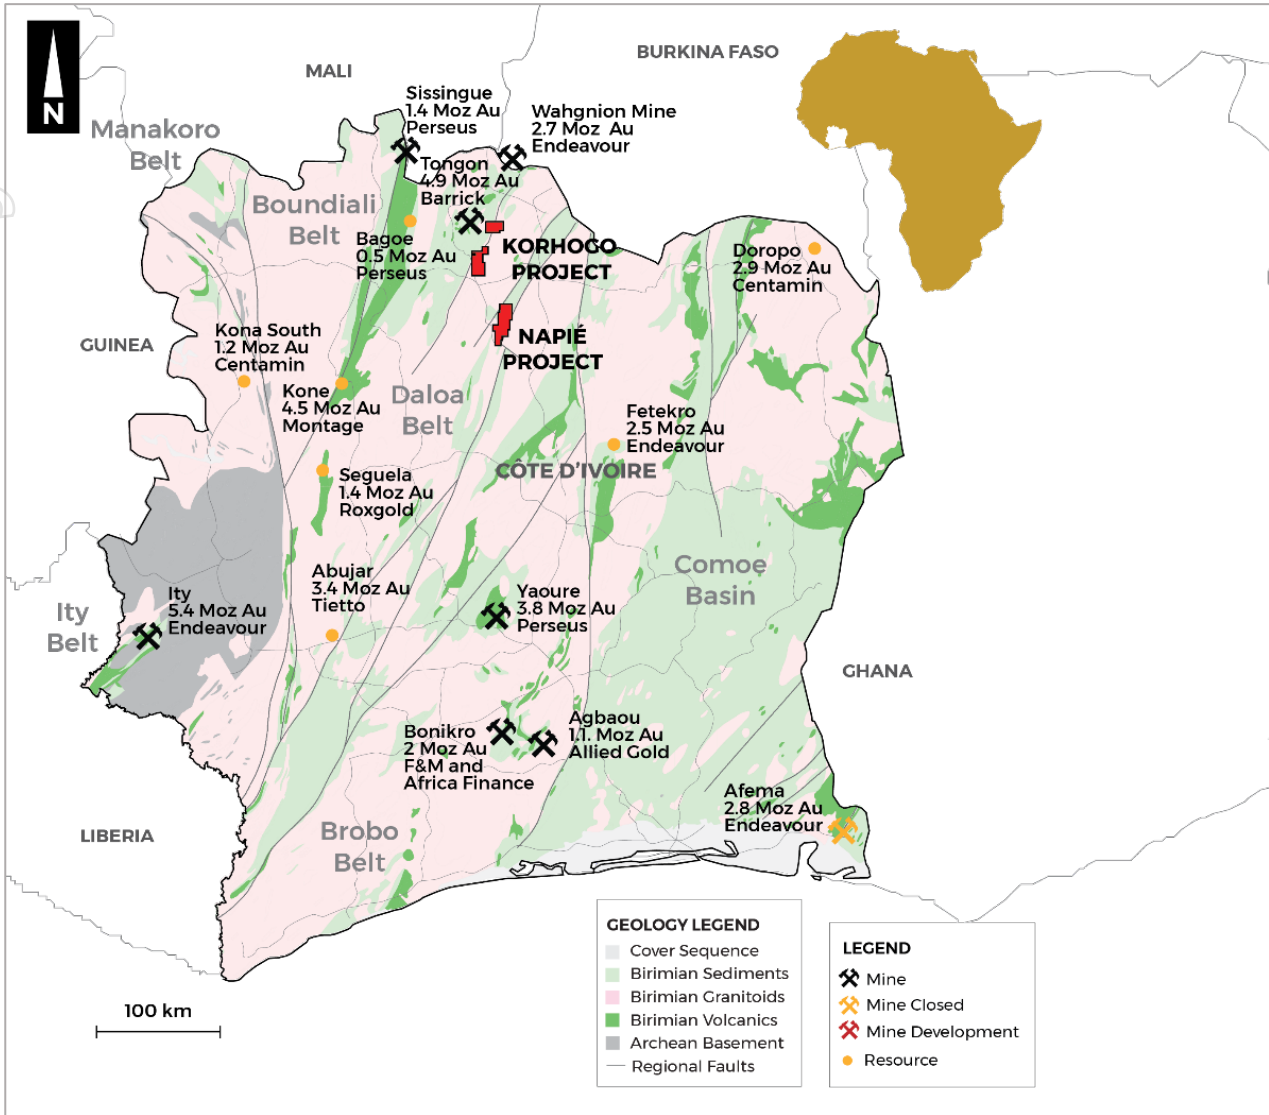 N
MALI
BURKINA FASO
Manakoro
Belt
Sissingue
1.4 Moz Au
Perseus
Wahgnion Mine
2.7 Moz Au
Endeavour
Tongon
4.9 Moz Au
Barrick
Boundiali
Belt
Bagoe
0.5 Moz Au
Perseus
KORHOGO
PROJECT
Doropo
2.9 Moz Au
Centamin
GUINEA
Kona South
1.2 Moz Au
Centamin
NAPIÉ
PROJECT
Kone
4.5 Moz Au
Montage
Daloa
Belt
Fetekro
2.5 Moz Au
Endeavour
CÔTE D’IVOIRE
Seguela
1.4 Moz Au
Roxgold
Comoe
Basin
Abujar
3.4 Moz Au
Tietto
Ity
5.4 Moz Au
Endeavour
Ity
Belt
Yaoure
3.8 Moz Au
Perseus
GHANA
Bonikro
2 Moz Au
F&M and
Africa Finance
Agbaou
1.1. Moz Au
Allied Gold
Afema
2.8 Moz Au
Endeavour
LIBERIA
Brobo
Belt
100 km
GEOLOGY LEGEND
Cover Sequence
Birimian Sediments
Birimian Granitoids
Birimian Volcanics
Archean Basement
Regional Faults
LEGEND
Mine
Mine Closed
Mine Development
Resource